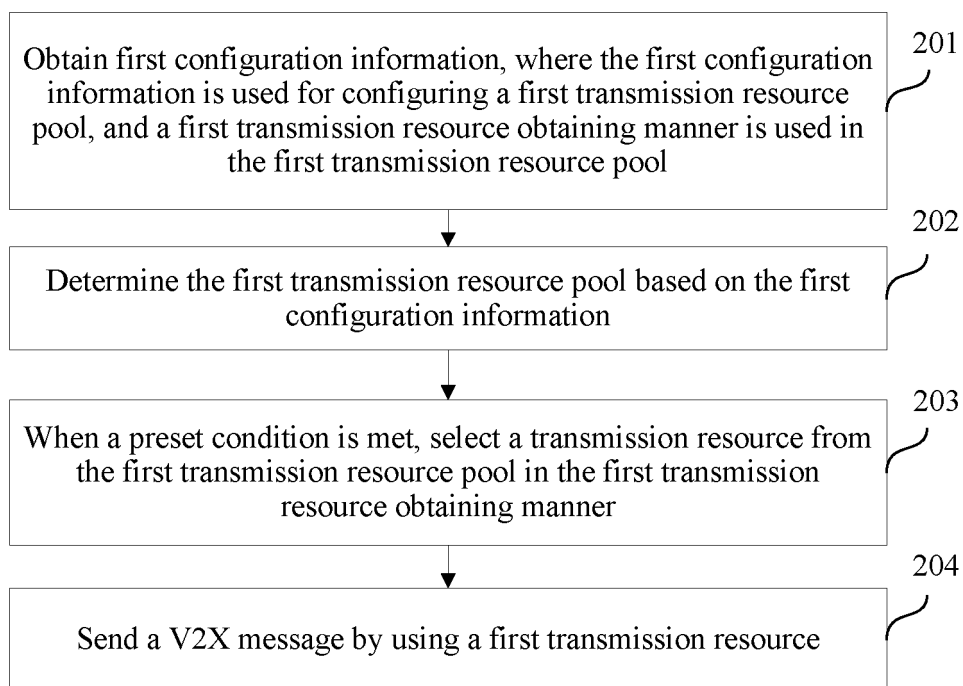 Obtain first configuration information, where the first configuration
information is used for configuring a first transmission resource
pool, and a first transmission resource obtaining manner is used in
the first transmission resource pool
201
Determine the first transmission resource pool based on the first
configuration information
202
When a preset condition is met, select a transmission resource from
the first transmission resource pool in the first transmission
resource obtaining manner
203
Send a V2X message by using a first transmission resource
204